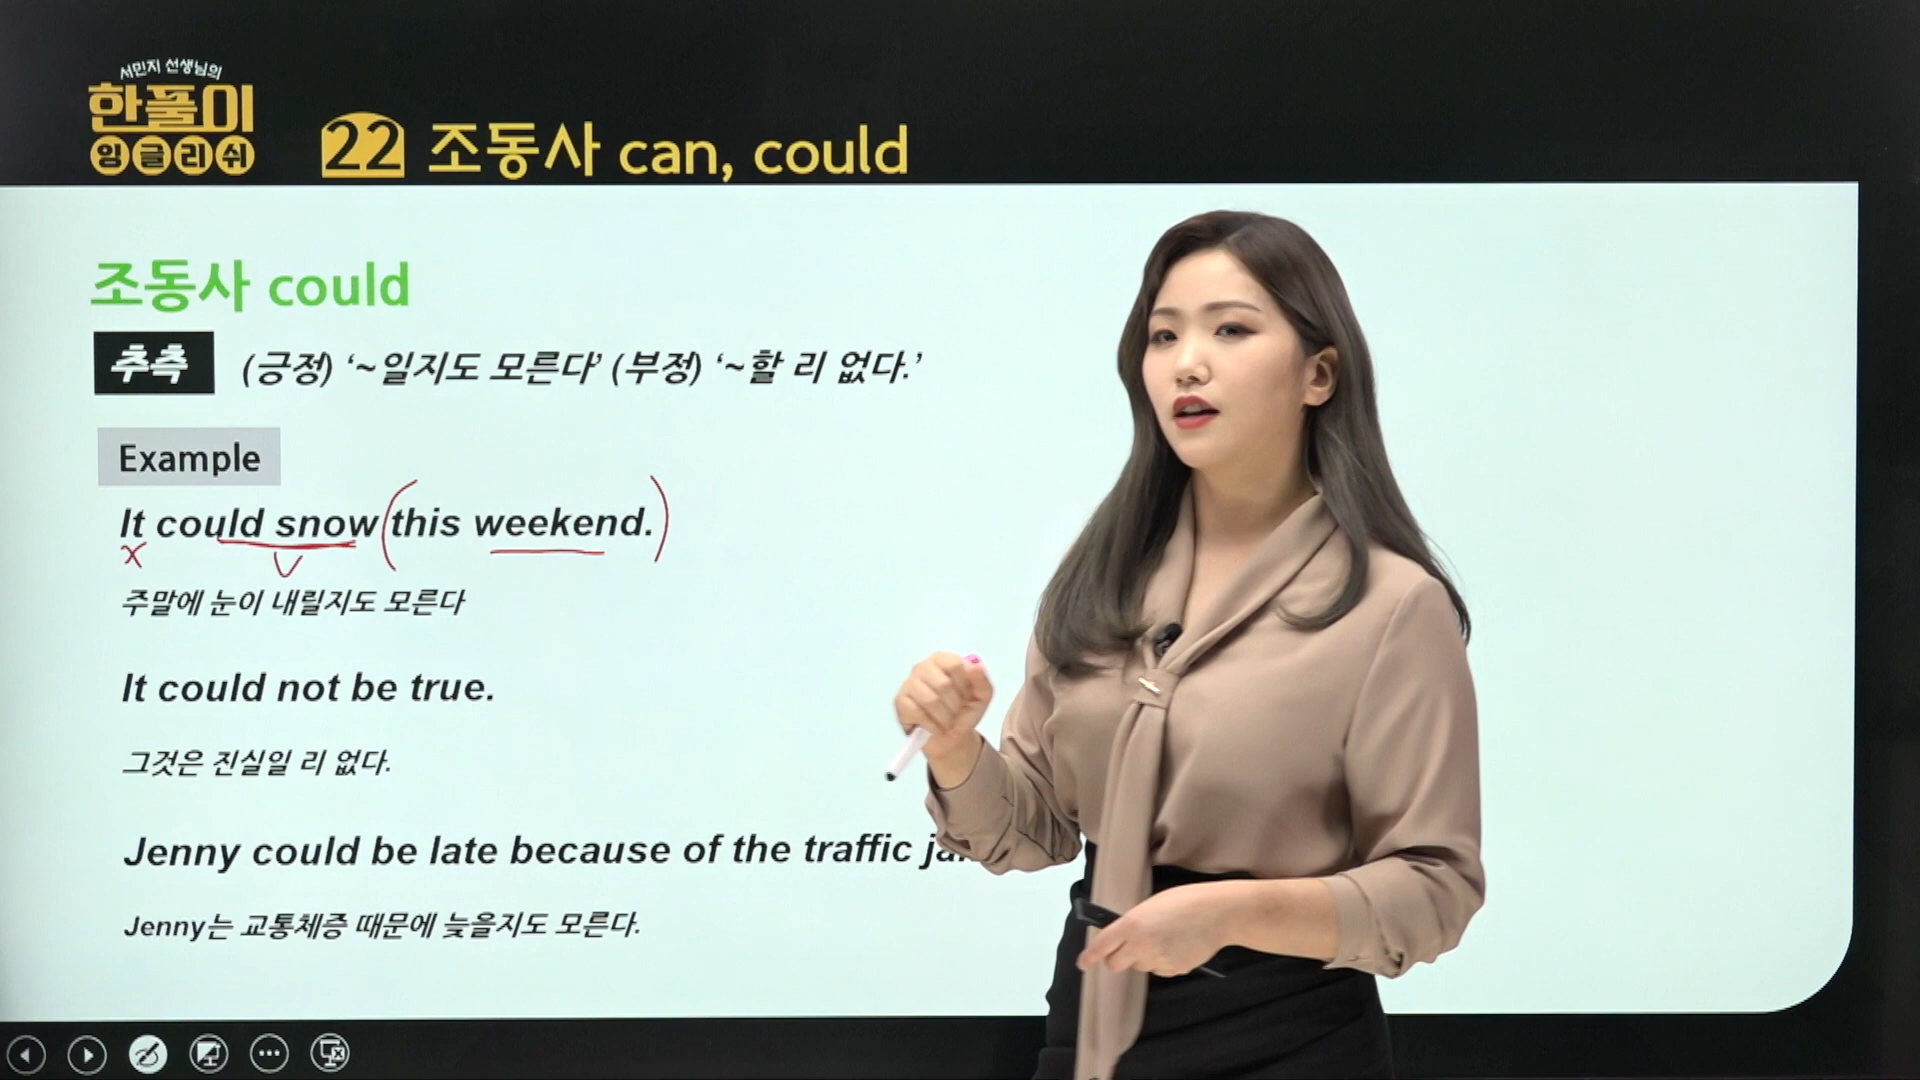 서민지 선생님의
한풀이
잉글리쉬
22 조동사 can, could
조동사 could
추측 (긍정) ‘~일지도 모른다’ (부정) ‘~할 리 없다.’
Example
It could snow (this weekend.)
주말에 눈이 내릴지도 모른다
It could not be true.
그것은 진실일 리 없다.
Jenny could be late because of the traffic
Jenny는 교통체증 때문에 늦을지도 모른다.